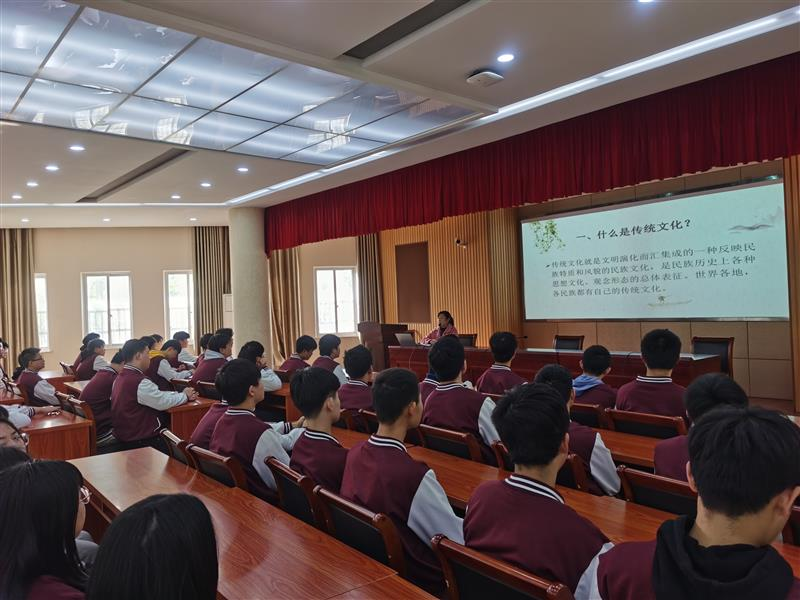 一、什么是传统文化？
传统文化就是文明演化而汇集成的一种反映民
族特质和风貌的民族文化，是民族历史上各种
思想文化、观念形态的总体表征。世界各地，
各民族都有自己的传统文化。